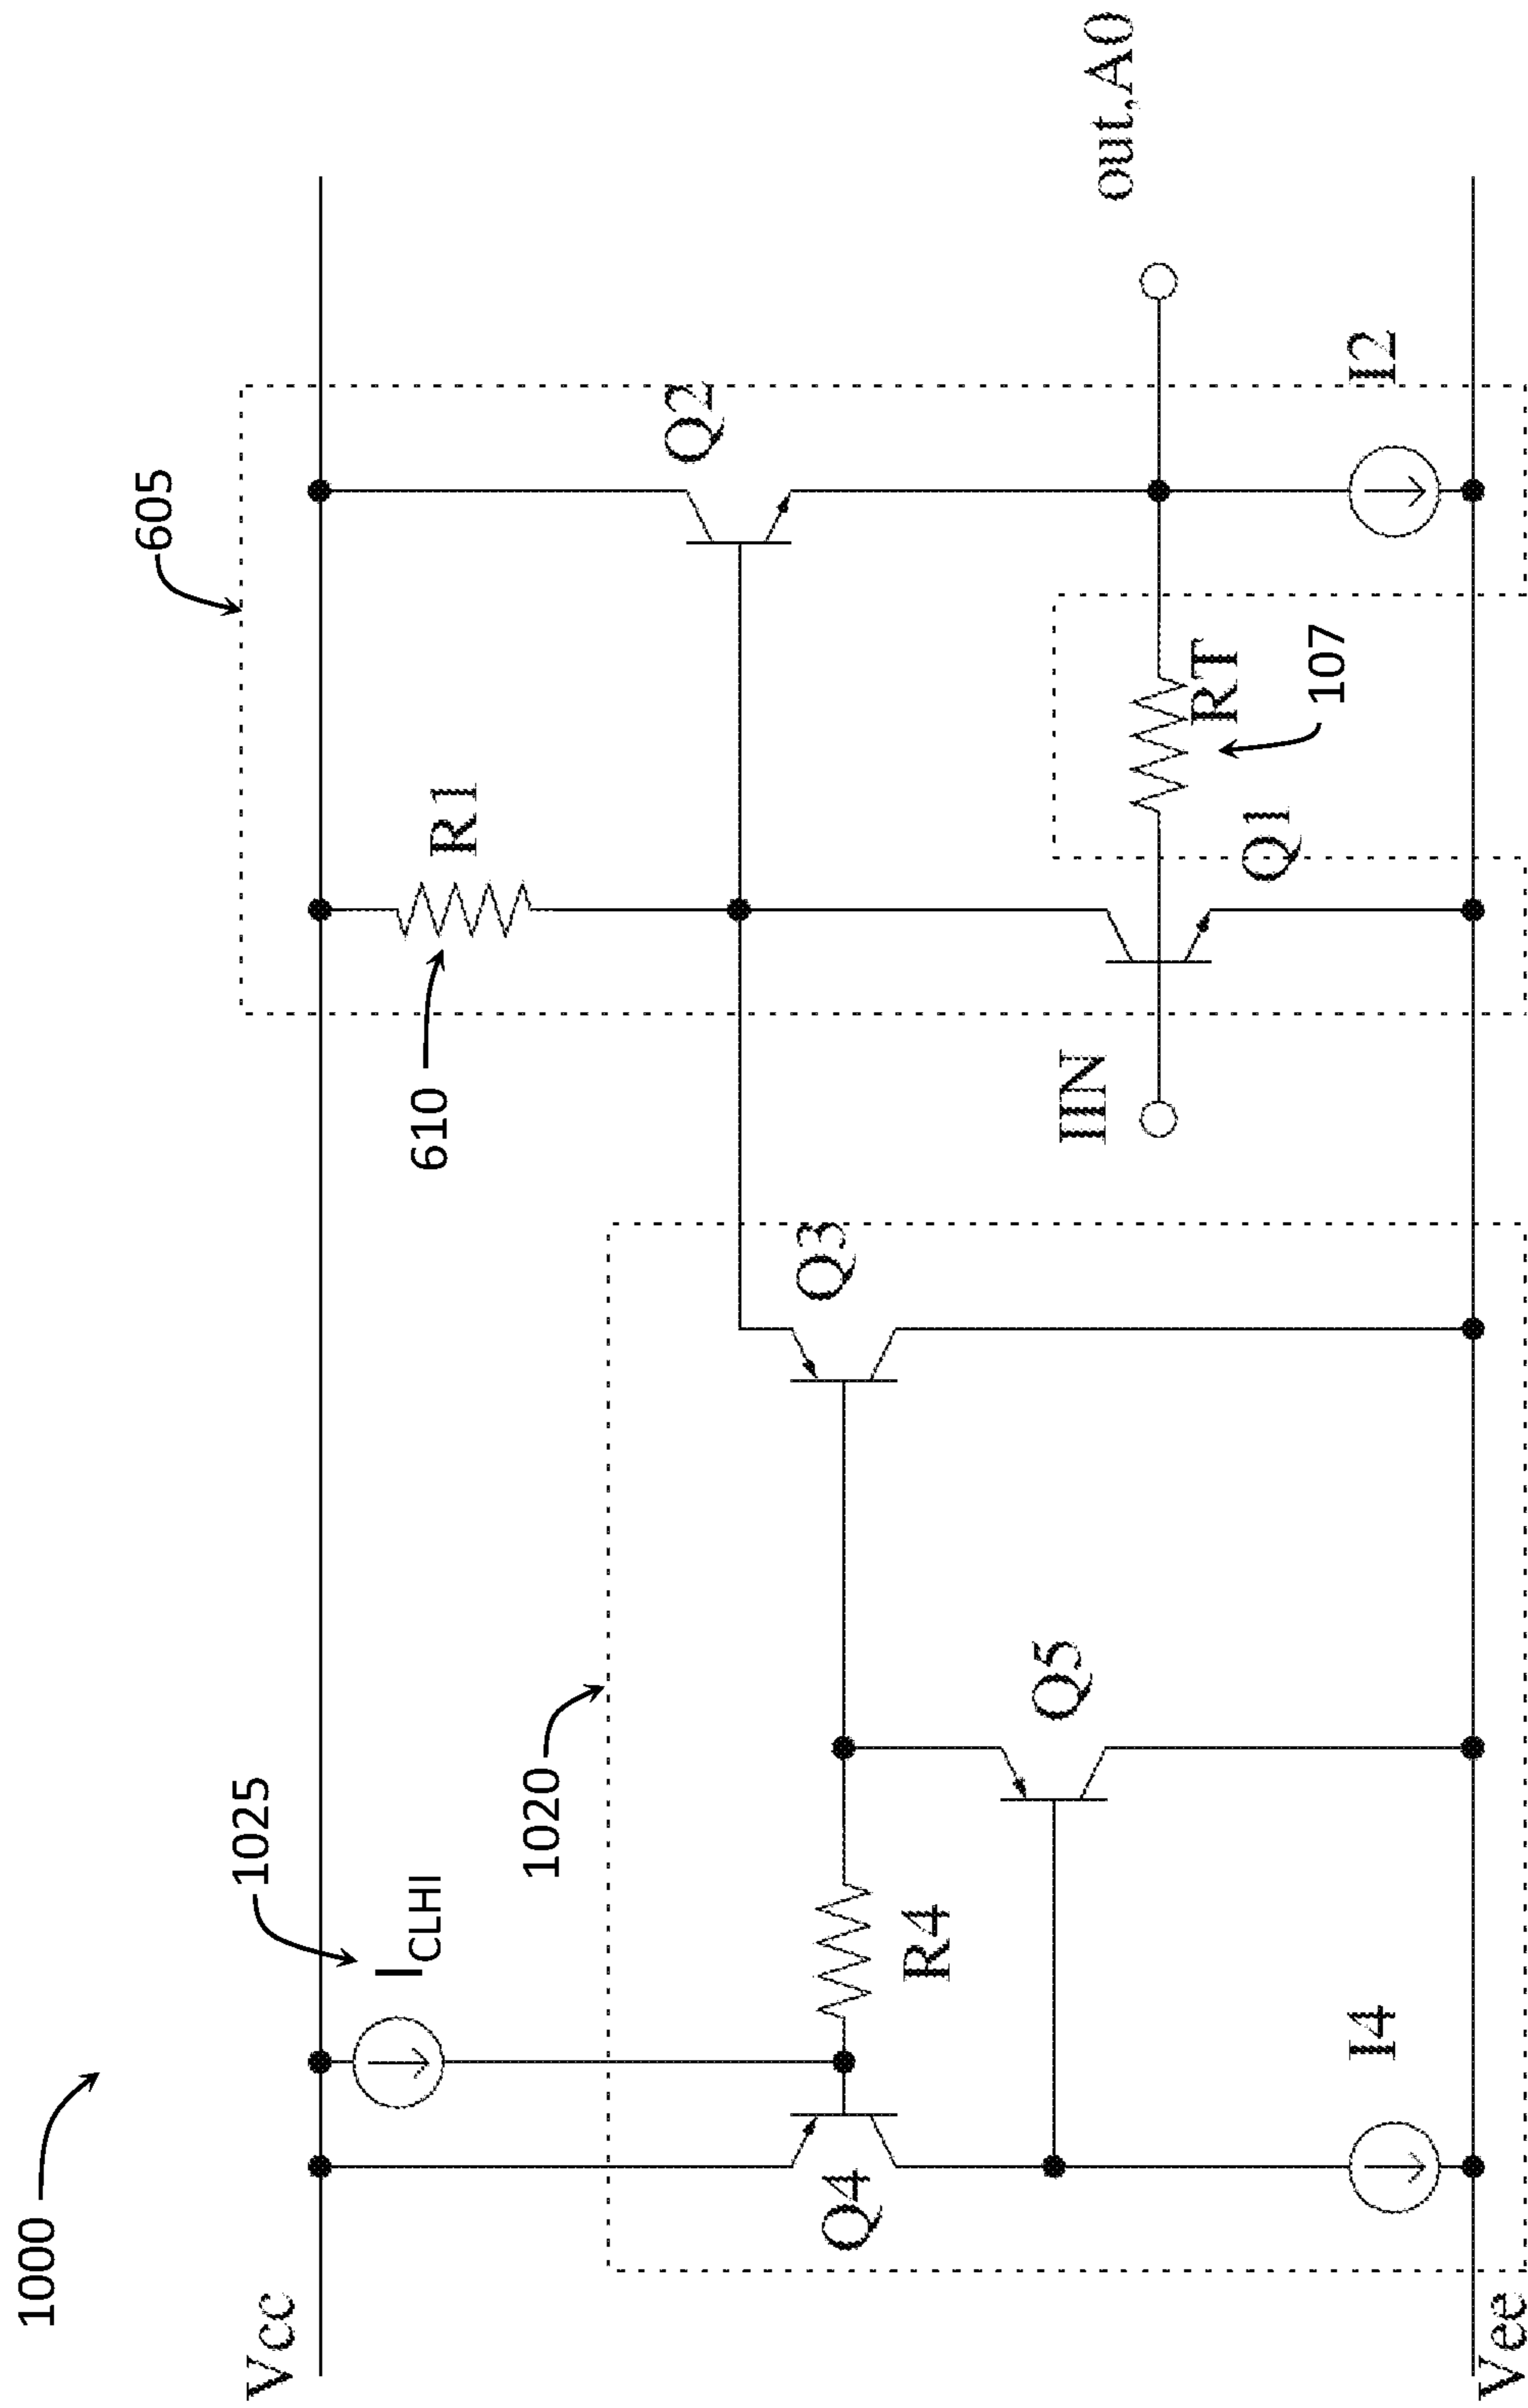 1000
Vcc
1025
I_CLHI
605
R1
610
Q2
1020
Q3
Q4
R4
Q5
IIN
Q1
RT
107
out,A0
I4
I2
Vee